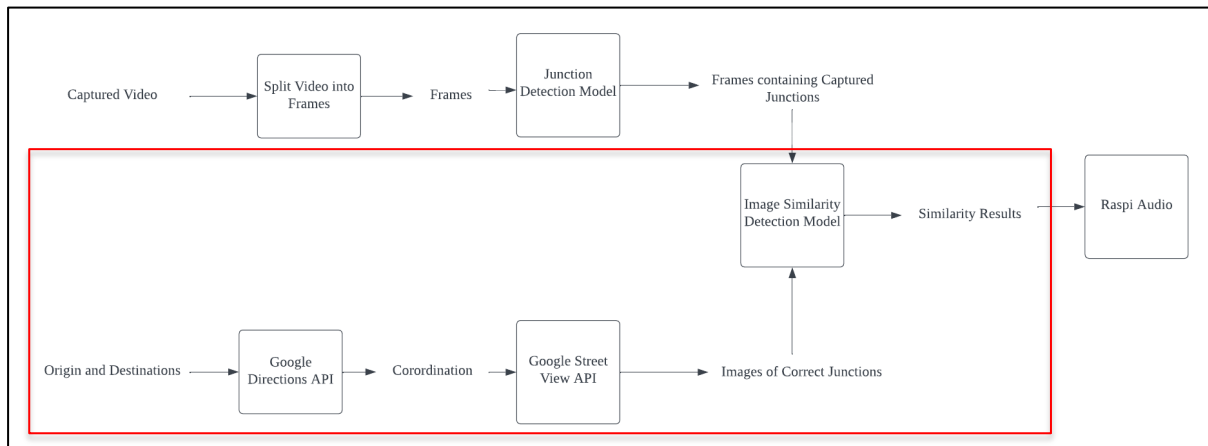 Captured Video
Split Video into
Frames
Frames
Junction
Detection Model
Frames containing Captured
Junctions
Image Similarity
Detection Model
Similarity Results
Raspi Audio
Origin and Destinations
Google
Directions API
Corordination
Google Street
View API
Images of Correct Junctions